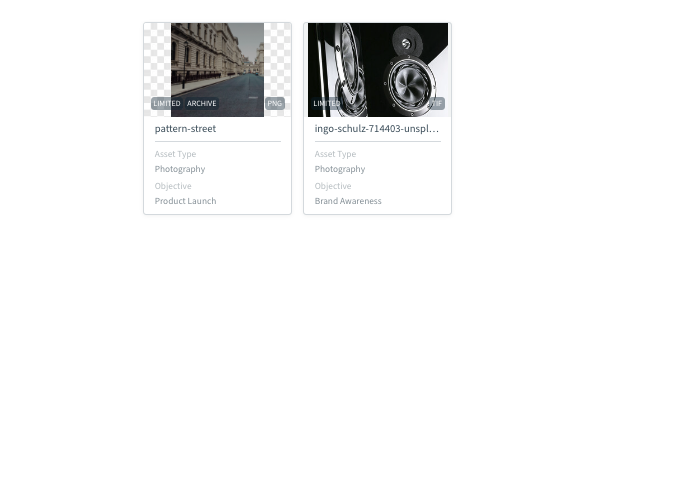 LIMITED ARCHIVE PNG
pattern-street
Asset Type
Photography
Objective
Product Launch
LIMITED TIF
ingo-schulz-714403-unspl...
Asset Type
Photography
Objective
Brand Awareness